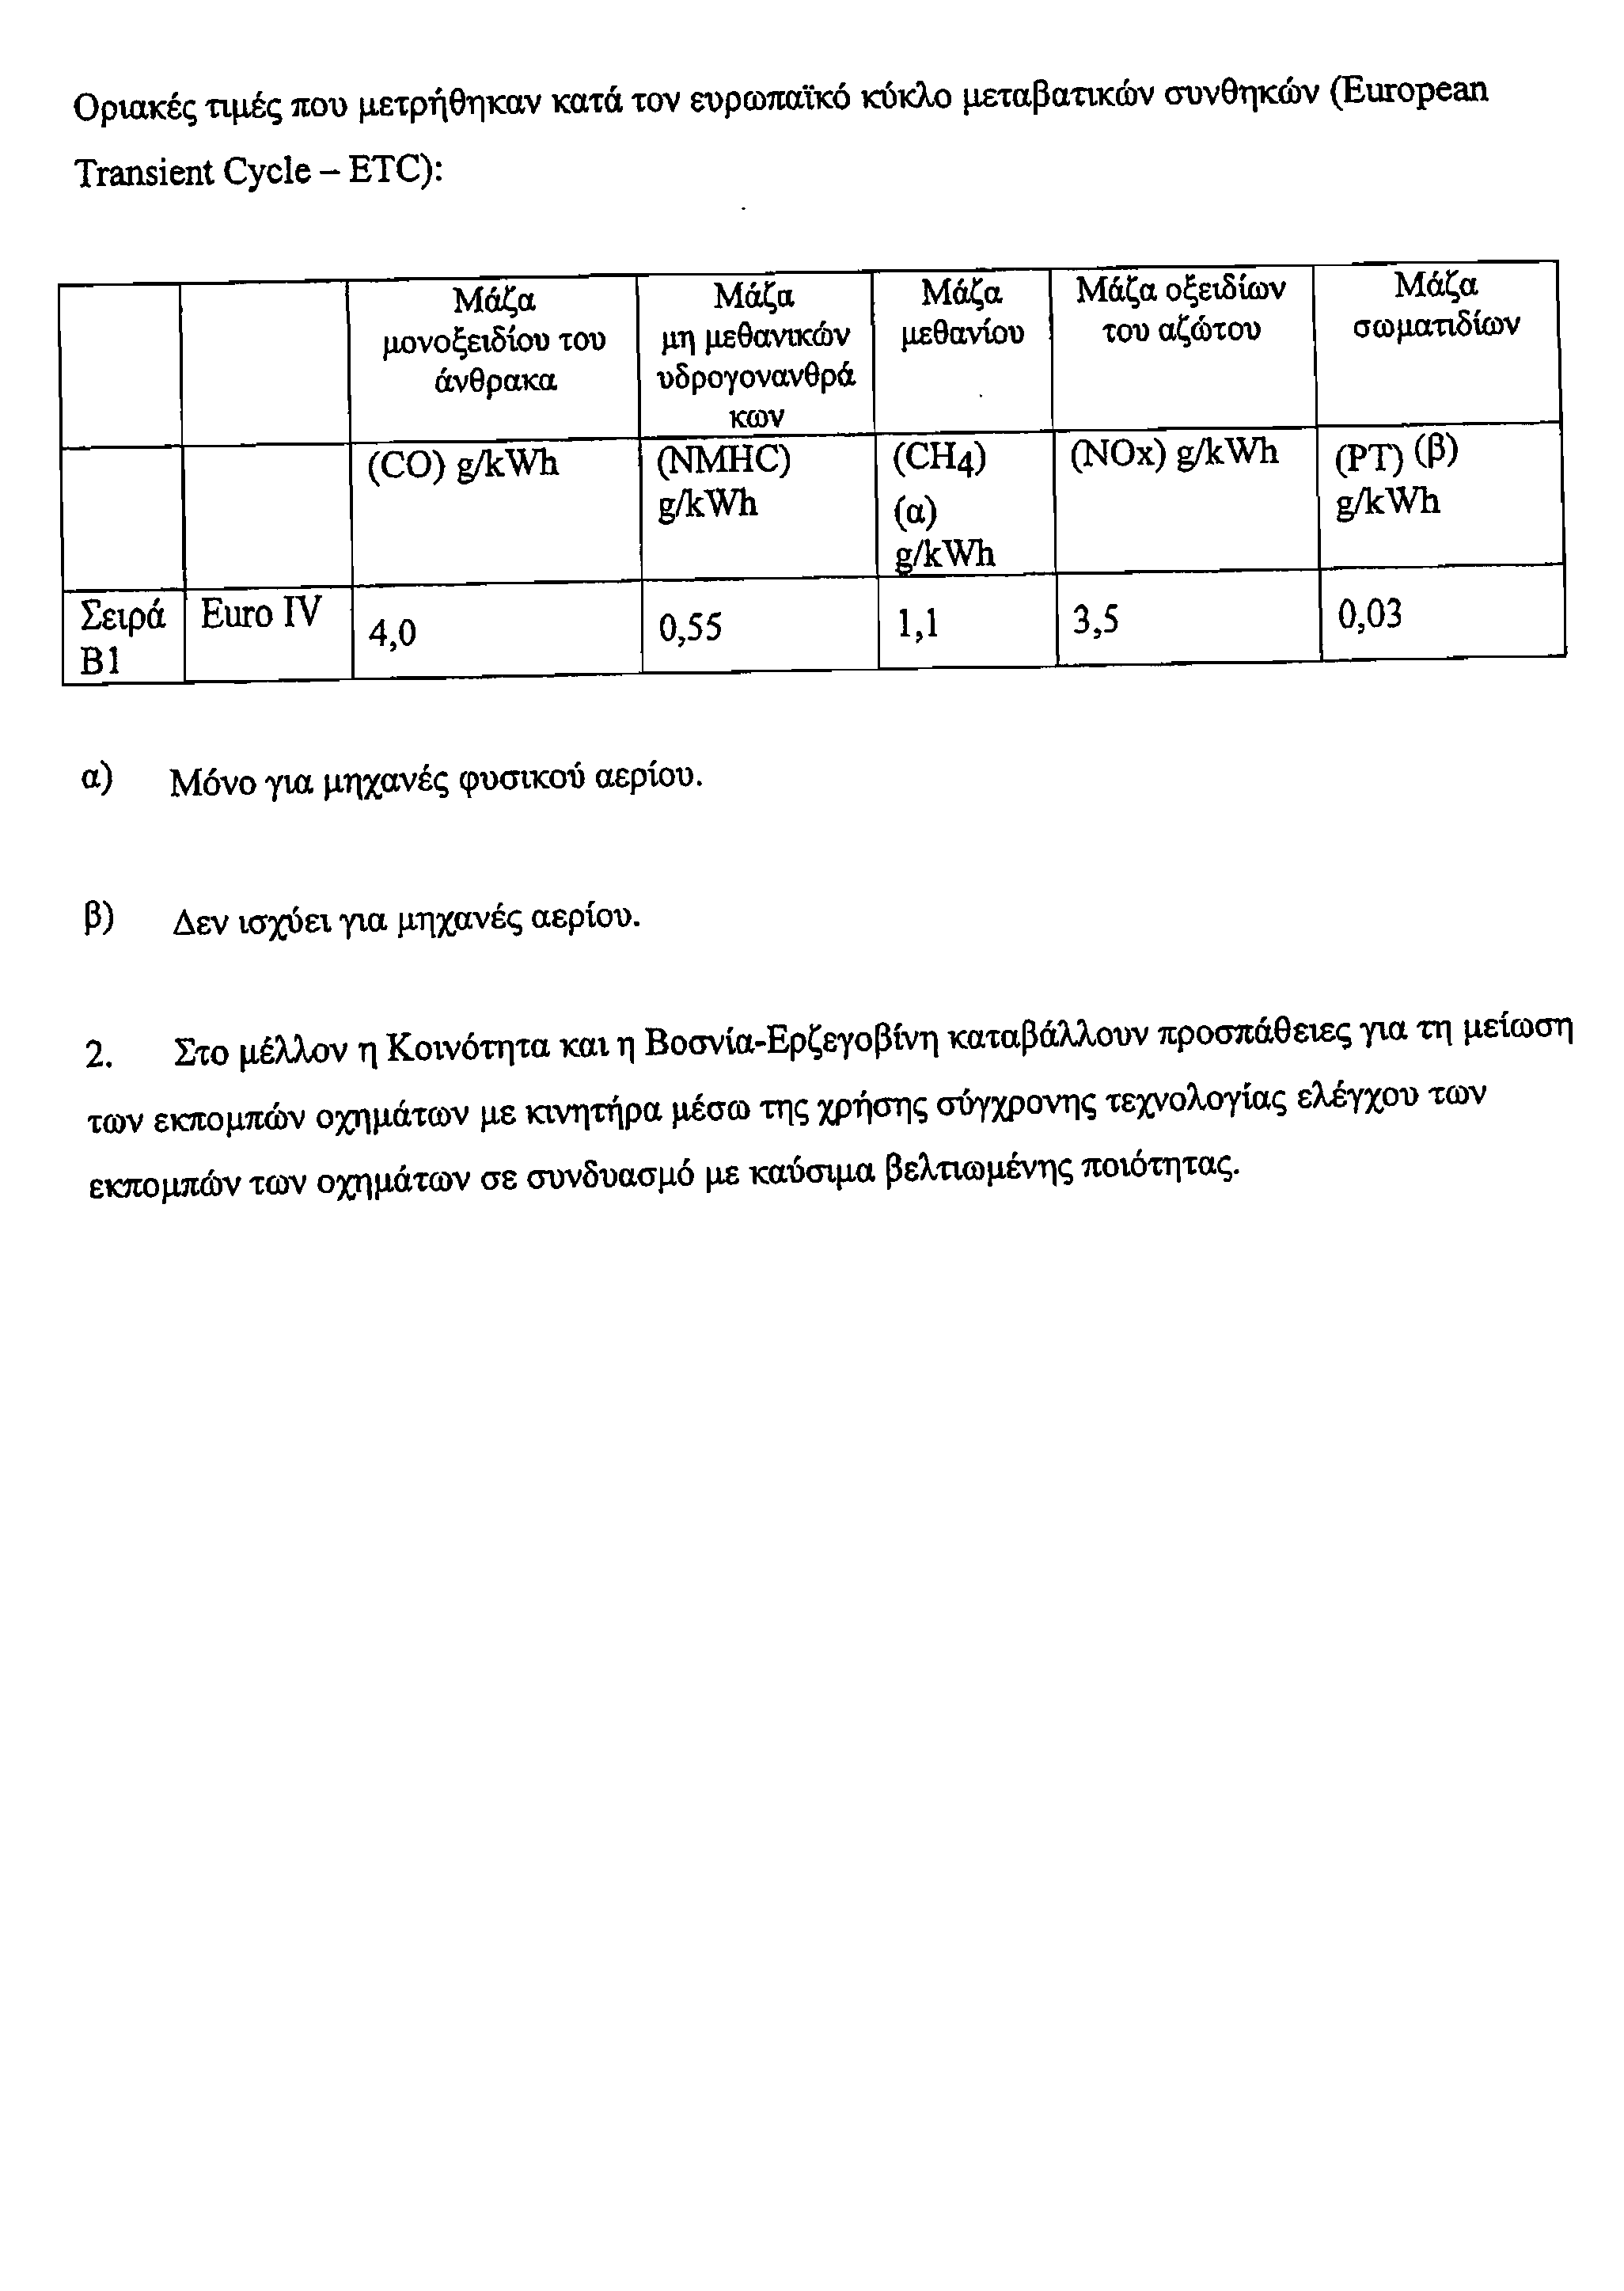 Οριακές τιμές που μετρήθηκαν κατά τον ευρωπαϊκό κύκλο μεταβατικών συνθηκών (European
Transient Cycle – ETC):
Μάζα
μονοξειδίου του
άνθρακα
Μάζα
μη μεθανικών
υδρογονανθρά
κων
Μάζα
μεθανίου
Μάζα οξειδίων
του αζώτου
Μάζα
σωματιδίων
(CO) g/kWh
(NMHC)
g/kWh
(CH4)
(α)
g/kWh
(NOx) g/kWh
(PT) (β)
g/kWh
Σειρά
B1
Euro IV
4,0
0,55
1,1
3,5
0,03
α) Μόνο για μηχανές φυσικού αερίου.
β) Δεν ισχύει για μηχανές αερίου.
2. Στο μέλλον η Κοινότητα και η Βοσνία-Ερζεγοβίνη καταβάλλουν προσπάθειες για τη μείωση
των εκπομπών οχημάτων με κινητήρα μέσω της χρήσης σύγχρονης τεχνολογίας ελέγχου των
εκπομπών των οχημάτων σε συνδυασμό με καύσιμα βελτιωμένης ποιότητας.